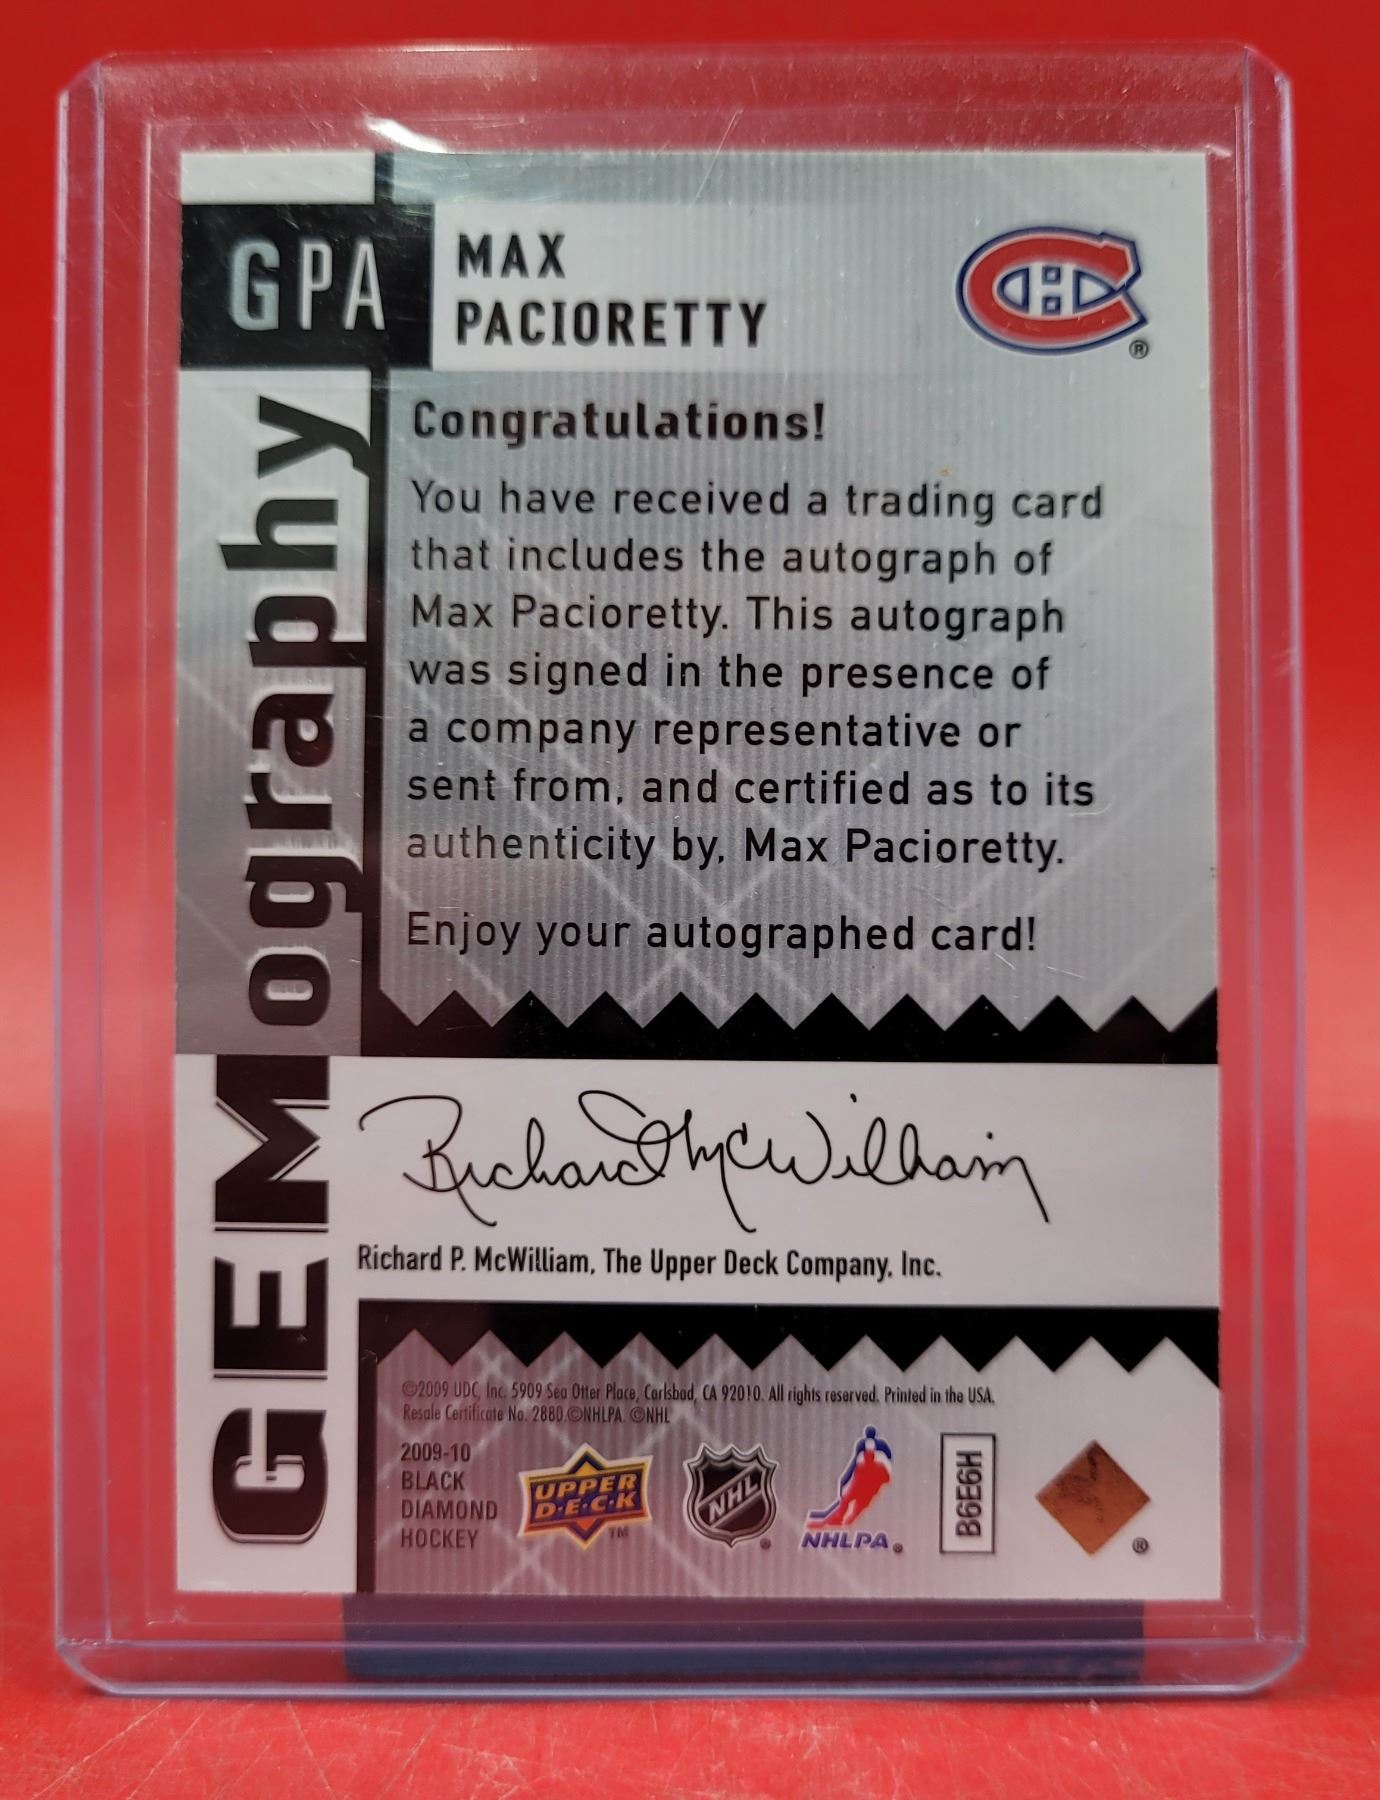 GPA
MAX
PACIORETTY
®
GEMography
Congratulations!
You have received a trading card
that includes the autograph of
Max Pacioretty. This autograph
was signed in the presence of
a company representative or
sent from, and certified as to its
authenticity by, Max Pacioretty.
Enjoy your autographed card!
Richard McWilliam
Richard P. McWilliam, The Upper Deck Company, Inc.
©2009 UDC, Inc. 5909 Sea Otter Place, Carlsbad, CA 92010. All rights reserved. Printed in the USA.
Resale Certificate No. 2880.©NHLPA. ©NHL
2009-10
BLACK
DIAMOND
HOCKEY
UPPER
D·E·C·K
TM
NHL
®
NHLPA®
B6E6H
®